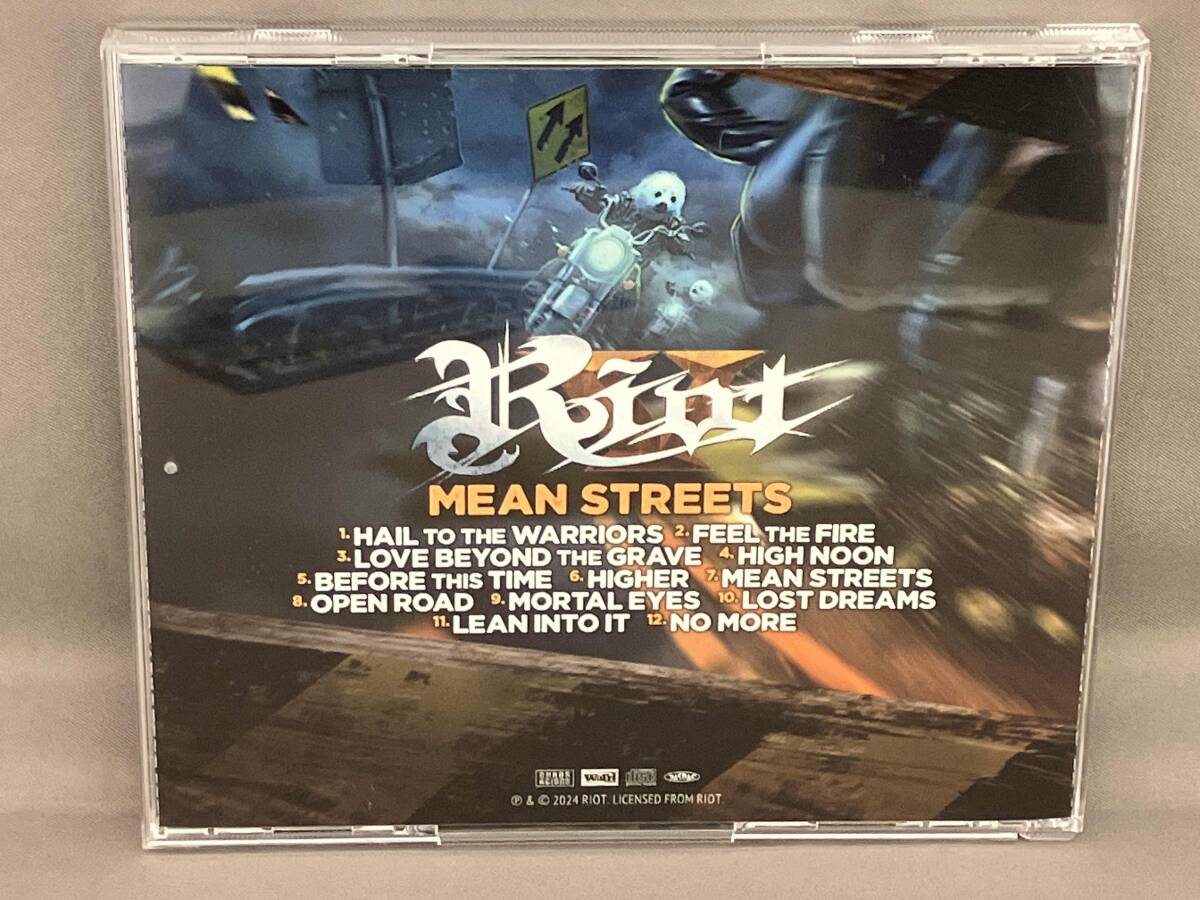 Riot V
MEAN STREETS
1. HAIL TO THE WARRIORS 2. FEEL THE FIRE
3. LOVE BEYOND THE GRAVE 4. HIGH NOON
5. BEFORE THIS TIME 6. HIGHER 7. MEAN STREETS
8. OPEN ROAD 9. MORTAL EYES 10. LOST DREAMS
11. LEAN INTO IT 12. NO MORE
Ⓟ & © 2024 RIOT. LICENSED FROM RIOT